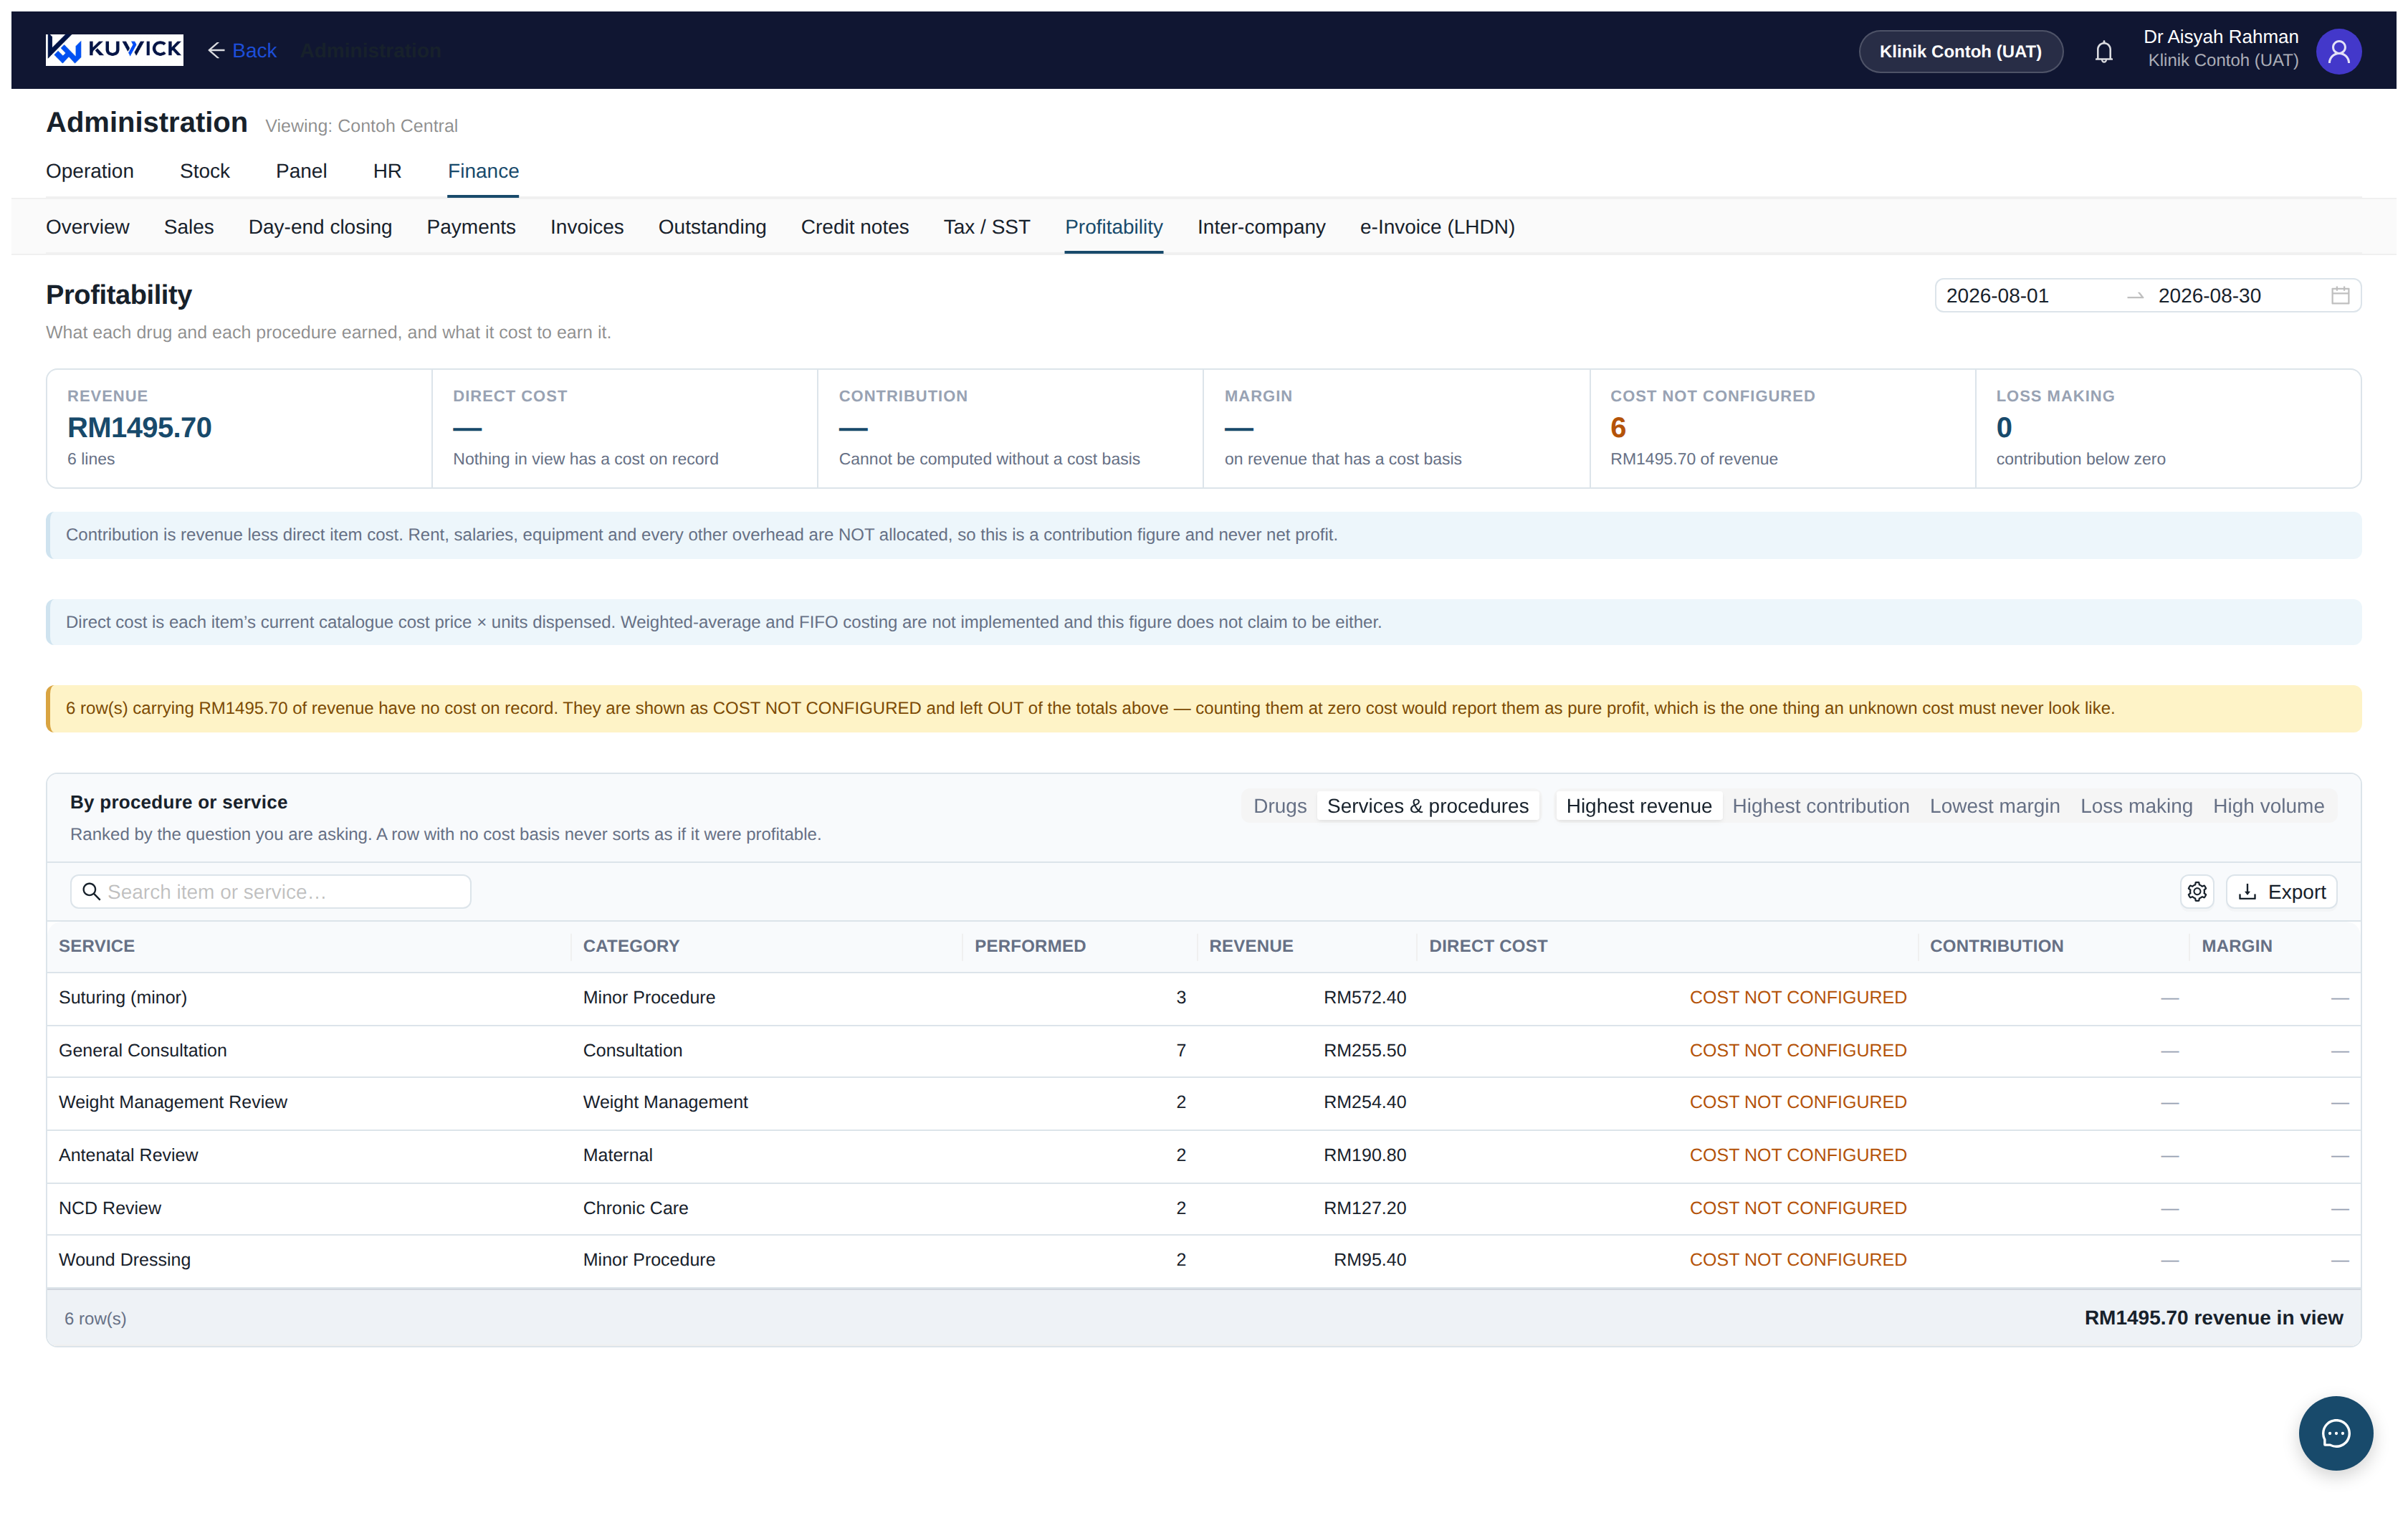 KUWICK
Back
Administration
Klinik Contoh (UAT)
Dr Aisyah Rahman
Klinik Contoh (UAT)
Administration
Viewing: Contoh Central
Operation Stock Panel HR Finance
Overview Sales Day-end closing Payments Invoices Outstanding Credit notes Tax / SST Profitability Inter-company e-Invoice (LHDN)
Profitability
2026-08-01
2026-08-30
What each drug and each procedure earned, and what it cost to earn it.
REVENUE
RM1495.70
6 lines
DIRECT COST
—
Nothing in view has a cost on record
CONTRIBUTION
—
Cannot be computed without a cost basis
MARGIN
—
on revenue that has a cost basis
COST NOT CONFIGURED
6
RM1495.70 of revenue
LOSS MAKING
0
contribution below zero
Contribution is revenue less direct item cost. Rent, salaries, equipment and every other overhead are NOT allocated, so this is a contribution figure and never net profit.
Direct cost is each item’s current catalogue cost price × units dispensed. Weighted-average and FIFO costing are not implemented and this figure does not claim to be either.
6 row(s) carrying RM1495.70 of revenue have no cost on record. They are shown as COST NOT CONFIGURED and left OUT of the totals above — counting them at zero cost would report them as pure profit, which is the one thing an unknown cost must never look like.
By procedure or service
Ranked by the question you are asking. A row with no cost basis never sorts as if it were profitable.
Drugs Services & procedures
Highest revenue Highest contribution Lowest margin Loss making High volume
Search item or service…
Export
SERVICE CATEGORY PERFORMED REVENUE DIRECT COST CONTRIBUTION MARGIN
Suturing (minor) Minor Procedure 3 RM572.40 COST NOT CONFIGURED — —
General Consultation Consultation 7 RM255.50 COST NOT CONFIGURED — —
Weight Management Review Weight Management 2 RM254.40 COST NOT CONFIGURED — —
Antenatal Review Maternal 2 RM190.80 COST NOT CONFIGURED — —
NCD Review Chronic Care 2 RM127.20 COST NOT CONFIGURED — —
Wound Dressing Minor Procedure 2 RM95.40 COST NOT CONFIGURED — —
6 row(s)
RM1495.70 revenue in view